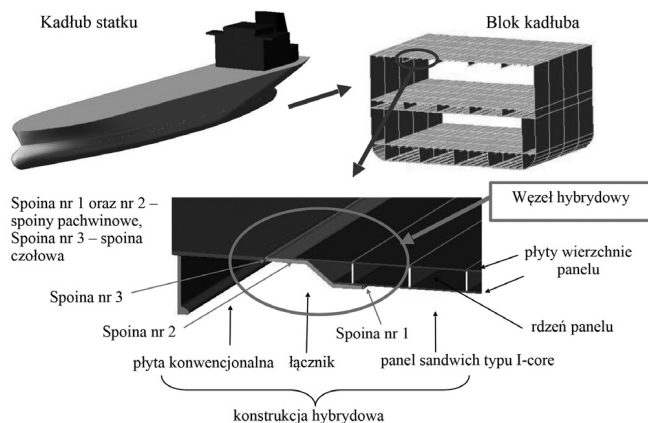 Kadłub statku
Blok kadłuba
Spoina nr 1 oraz nr 2 –
spoiny pachwinowe,
Spoina nr 3 – spoina
czołowa
Węzeł hybrydowy
płyty wierzchnie
panelu
Spoina nr 3
Spoina nr 2
Spoina nr 1
rdzeń panelu
płyta konwencjonalna
łącznik
panel sandwich typu I-core
konstrukcja hybrydowa